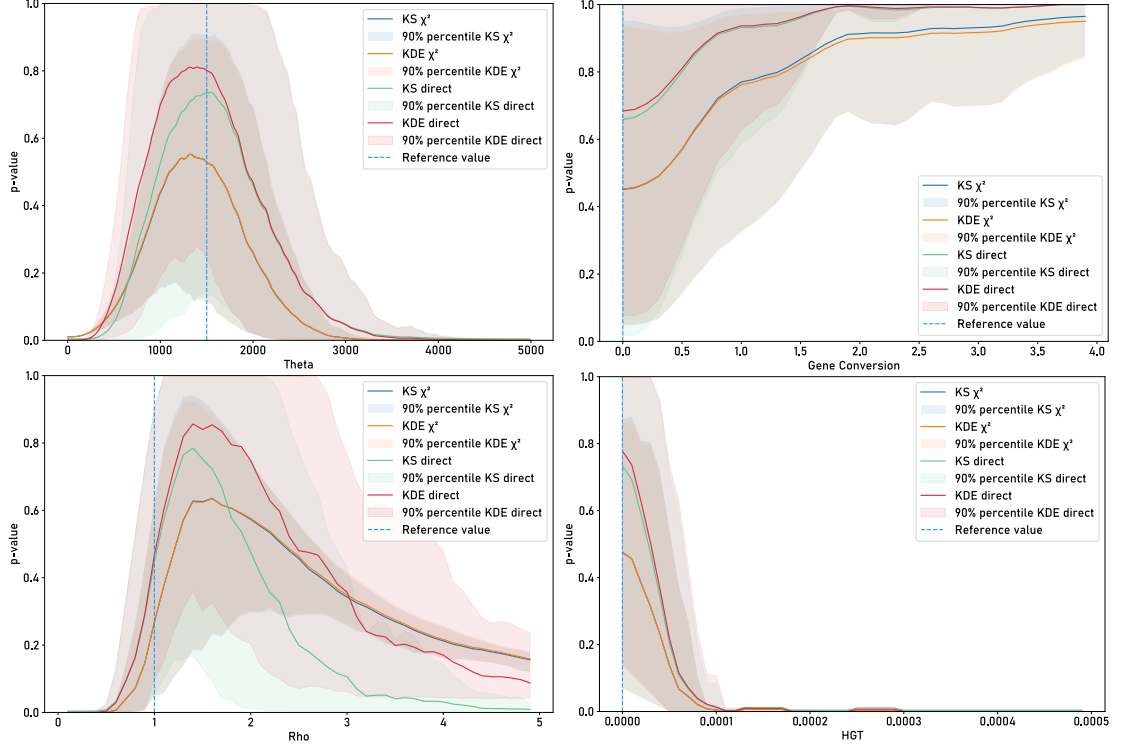 1.0
0.8
0.6
0.4
0.2
0.0
p-value
0
1000
2000
3000
4000
5000
Theta
KS χ²
90% percentile KS χ²
KDE χ²
90% percentile KDE χ²
KS direct
90% percentile KS direct
KDE direct
90% percentile KDE direct
Reference value
1.0
0.8
0.6
0.4
0.2
0.0
p-value
0.0
0.5
1.0
1.5
2.0
2.5
3.0
3.5
4.0
Gene Conversion
KS χ²
90% percentile KS χ²
KDE χ²
90% percentile KDE χ²
KS direct
90% percentile KS direct
KDE direct
90% percentile KDE direct
Reference value
1.0
0.8
0.6
0.4
0.2
0.0
p-value
0
1
2
3
4
5
Rho
KS χ²
90% percentile KS χ²
KDE χ²
90% percentile KDE χ²
KS direct
90% percentile KS direct
KDE direct
90% percentile KDE direct
Reference value
1.0
0.8
0.6
0.4
0.2
0.0
p-value
0.0000
0.0001
0.0002
0.0003
0.0004
0.0005
HGT
KS χ²
90% percentile KS χ²
KDE χ²
90% percentile KDE χ²
KS direct
90% percentile KS direct
KDE direct
90% percentile KDE direct
Reference value